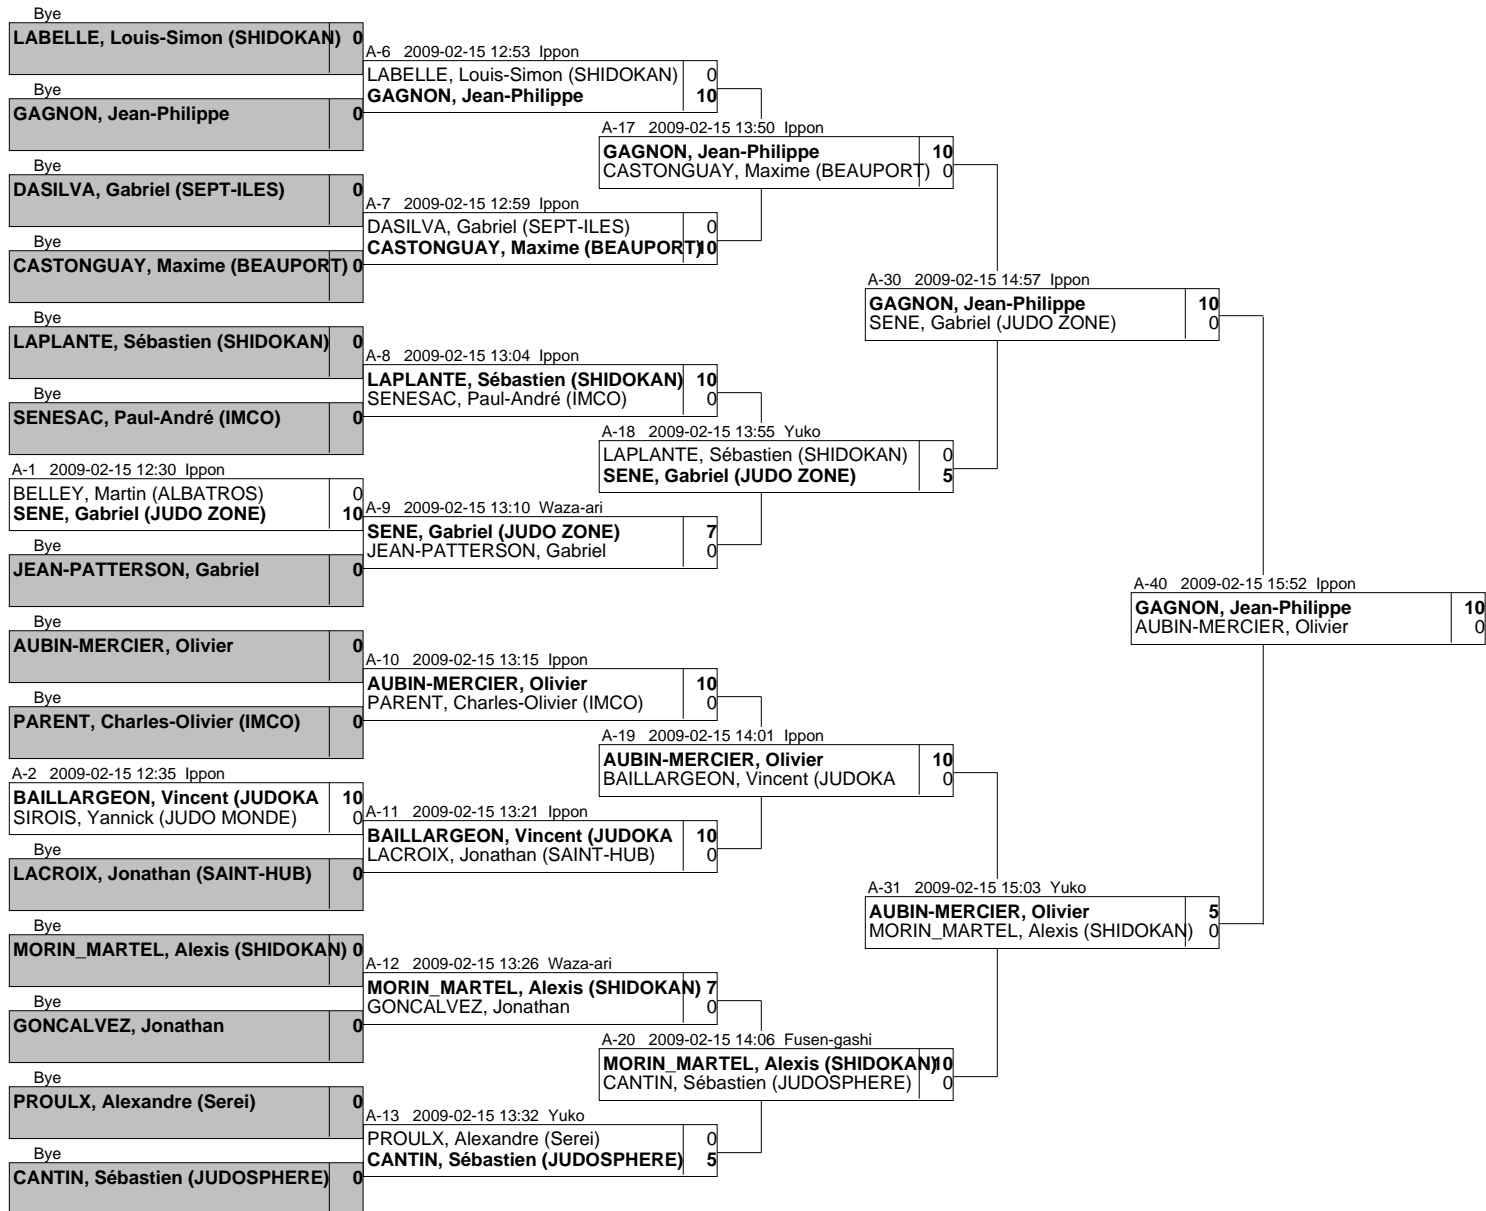 Bye
LABELLE, Louis-Simon (SHIDOKAN) 0
Bye
GAGNON, Jean-Philippe 0
Bye
DASILVA, Gabriel (SEPT-ILES) 0
Bye
CASTONGUAY, Maxime (BEAUPORT) 0
Bye
LAPLANTE, Sébastien (SHIDOKAN) 0
Bye
SENESAC, Paul-André (IMCO) 0
A-1 2009-02-15 12:30 Ippon
BELLEY, Martin (ALBATROS) 0
SENE, Gabriel (JUDO ZONE) 10
Bye
JEAN-PATTERSON, Gabriel 0
Bye
AUBIN-MERCIER, Olivier 0
Bye
PARENT, Charles-Olivier (IMCO) 0
A-2 2009-02-15 12:35 Ippon
BAILLARGEON, Vincent (JUDOKA 10
SIROIS, Yannick (JUDO MONDE) 0
Bye
LACROIX, Jonathan (SAINT-HUB) 0
Bye
MORIN_MARTEL, Alexis (SHIDOKAN) 0
Bye
GONCALVEZ, Jonathan 0
Bye
PROULX, Alexandre (Serei) 0
Bye
CANTIN, Sébastien (JUDOSPHERE) 0
A-6 2009-02-15 12:53 Ippon
LABELLE, Louis-Simon (SHIDOKAN) 0
GAGNON, Jean-Philippe 10
A-7 2009-02-15 12:59 Ippon
DASILVA, Gabriel (SEPT-ILES) 0
CASTONGUAY, Maxime (BEAUPORT) 10
A-8 2009-02-15 13:04 Ippon
LAPLANTE, Sébastien (SHIDOKAN) 10
SENESAC, Paul-André (IMCO) 0
A-9 2009-02-15 13:10 Waza-ari
SENE, Gabriel (JUDO ZONE) 7
JEAN-PATTERSON, Gabriel 0
A-10 2009-02-15 13:15 Ippon
AUBIN-MERCIER, Olivier 10
PARENT, Charles-Olivier (IMCO) 0
A-11 2009-02-15 13:21 Ippon
BAILLARGEON, Vincent (JUDOKA 10
LACROIX, Jonathan (SAINT-HUB) 0
A-12 2009-02-15 13:26 Waza-ari
MORIN_MARTEL, Alexis (SHIDOKAN) 7
GONCALVEZ, Jonathan 0
A-13 2009-02-15 13:32 Yuko
PROULX, Alexandre (Serei) 0
CANTIN, Sébastien (JUDOSPHERE) 5
A-17 2009-02-15 13:50 Ippon
GAGNON, Jean-Philippe 10
CASTONGUAY, Maxime (BEAUPORT) 0
A-18 2009-02-15 13:55 Yuko
LAPLANTE, Sébastien (SHIDOKAN) 0
SENE, Gabriel (JUDO ZONE) 5
A-19 2009-02-15 14:01 Ippon
AUBIN-MERCIER, Olivier 10
BAILLARGEON, Vincent (JUDOKA 0
A-20 2009-02-15 14:06 Fusen-gashi
MORIN_MARTEL, Alexis (SHIDOKAN) 10
CANTIN, Sébastien (JUDOSPHERE) 0
A-30 2009-02-15 14:57 Ippon
GAGNON, Jean-Philippe 10
SENE, Gabriel (JUDO ZONE) 0
A-31 2009-02-15 15:03 Yuko
AUBIN-MERCIER, Olivier 5
MORIN_MARTEL, Alexis (SHIDOKAN) 0
A-40 2009-02-15 15:52 Ippon
GAGNON, Jean-Philippe 10
AUBIN-MERCIER, Olivier 0